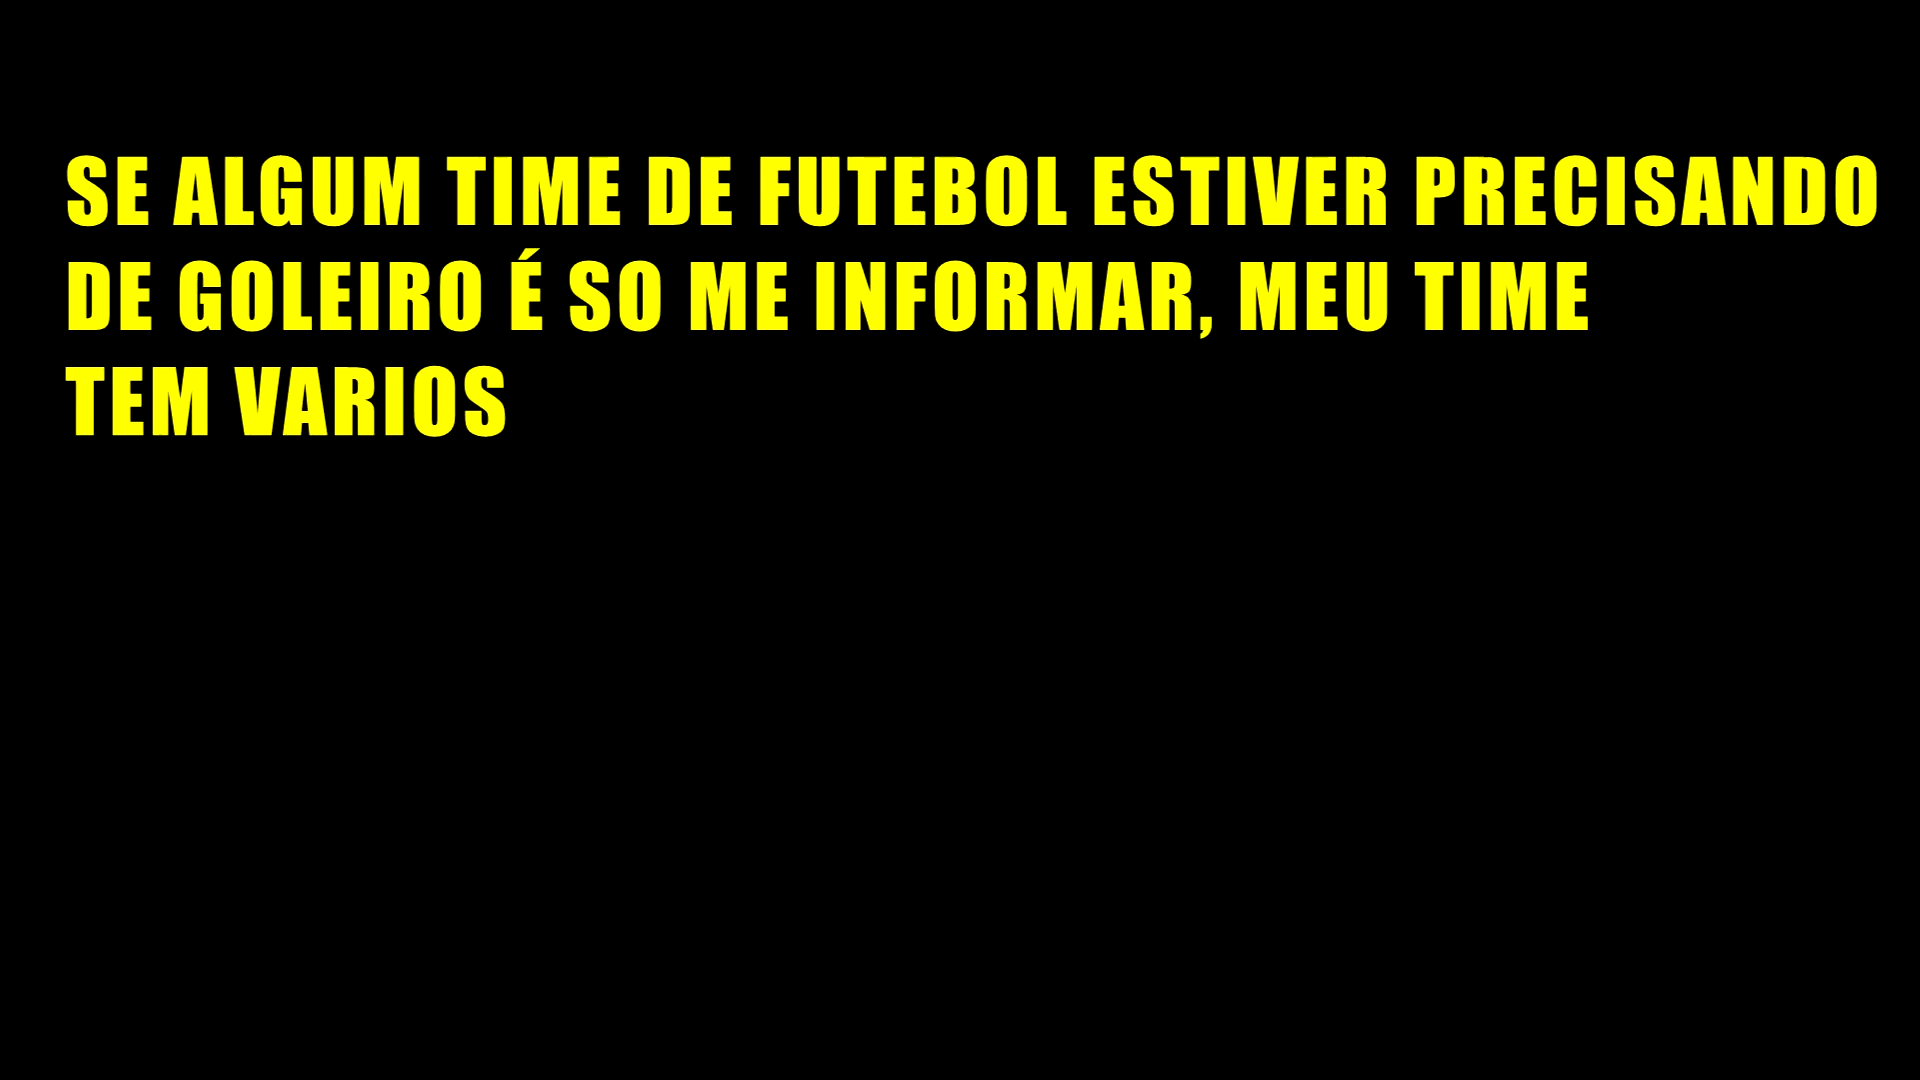 SE ALGUM TIME DE FUTEBOL ESTIVER PRECISANDO
DE GOLEIRO É SO ME INFORMAR, MEU TIME
TEM VARIOS